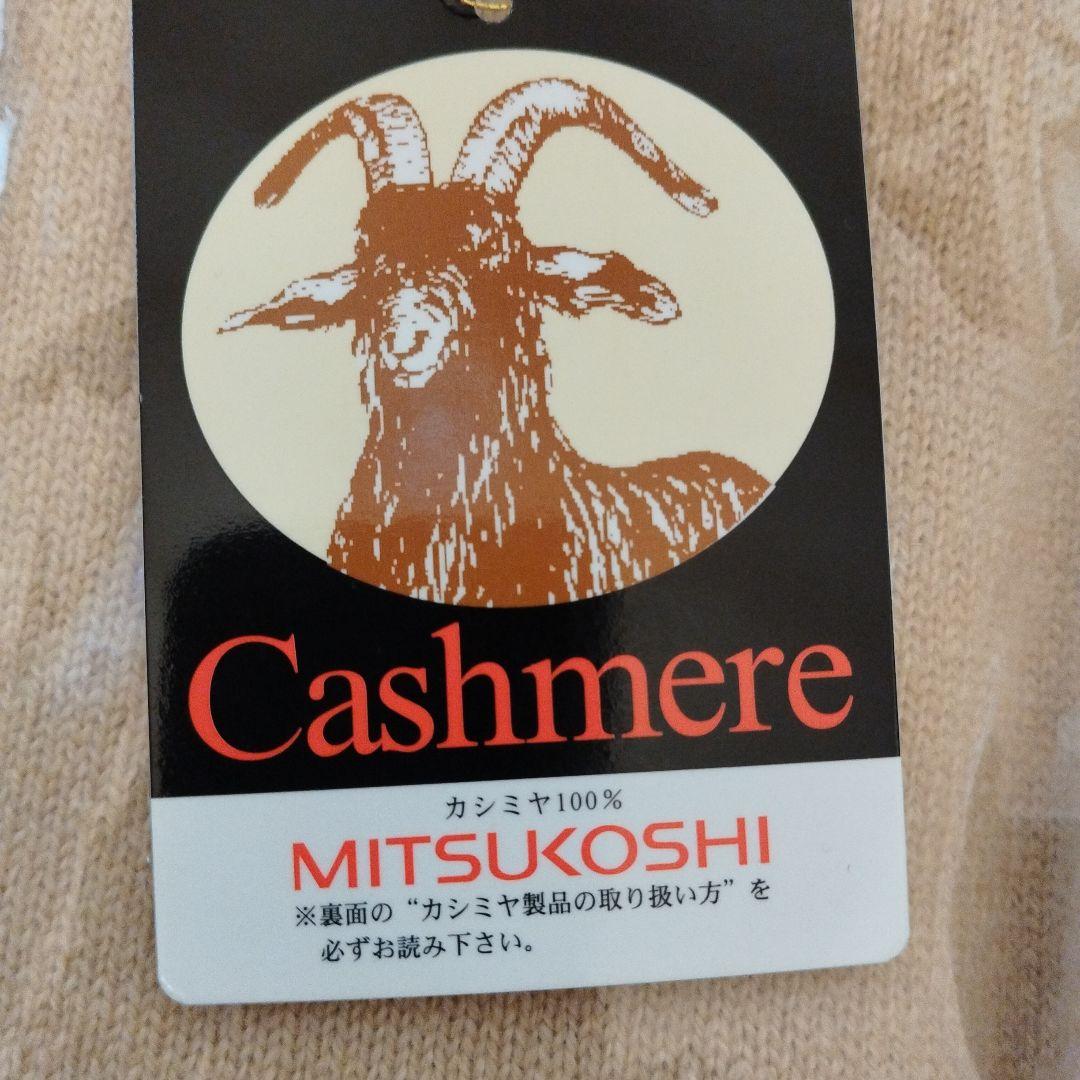 Cashmere
カシミヤ100%
MITSUKOSHI
※裏面の“カシミヤ製品の取り扱い方”を
必ずお読み下さい。